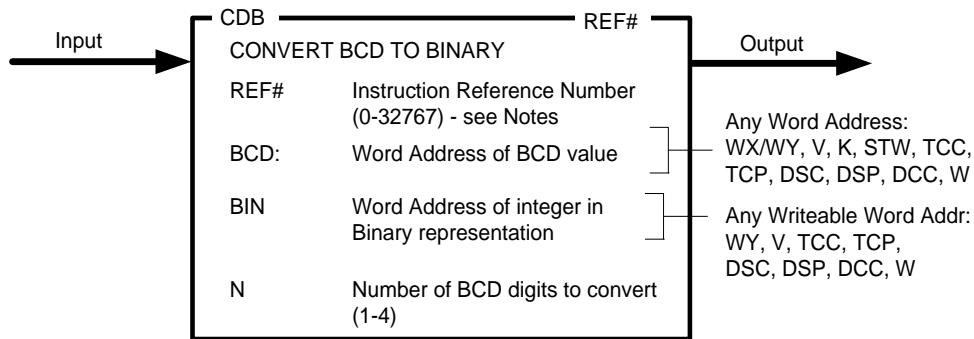 CDB REF#
Input
CONVERT BCD TO BINARY
Output
REF# Instruction Reference Number
(0-32767) - see Notes
BCD: Word Address of BCD value
Any Word Address:
WX/WY, V, K, STW, TCC,
TCP, DSC, DSP, DCC, W
BIN Word Address of integer in
Binary representation
Any Writeable Word Addr:
WY, V, TCC, TCP,
DSC, DSP, DCC, W
N Number of BCD digits to convert
(1-4)